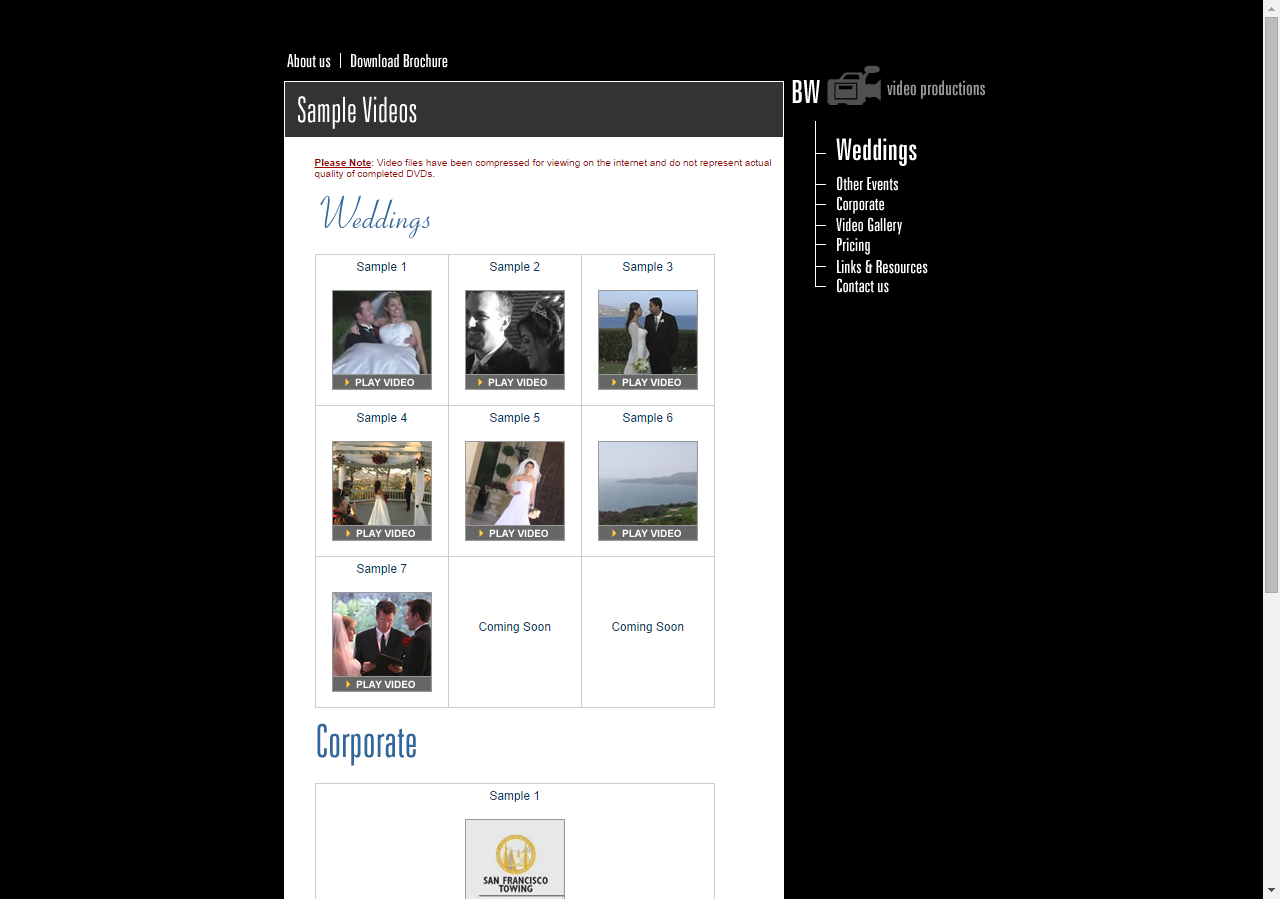 About us | Download Brochure
BW video productions
Sample Videos
Weddings
Other Events
Corporate
Video Gallery
Pricing
Links & Resources
Contact us
Please Note: Video files have been compressed for viewing on the internet and do not represent actual
quality of completed DVDs.
Weddings
Sample 1 Sample 2 Sample 3
PLAY VIDEO PLAY VIDEO PLAY VIDEO
Sample 4 Sample 5 Sample 6
PLAY VIDEO PLAY VIDEO PLAY VIDEO
Sample 7
Coming Soon Coming Soon
PLAY VIDEO
Corporate
Sample 1
SAN FRANCISCO
TOWING